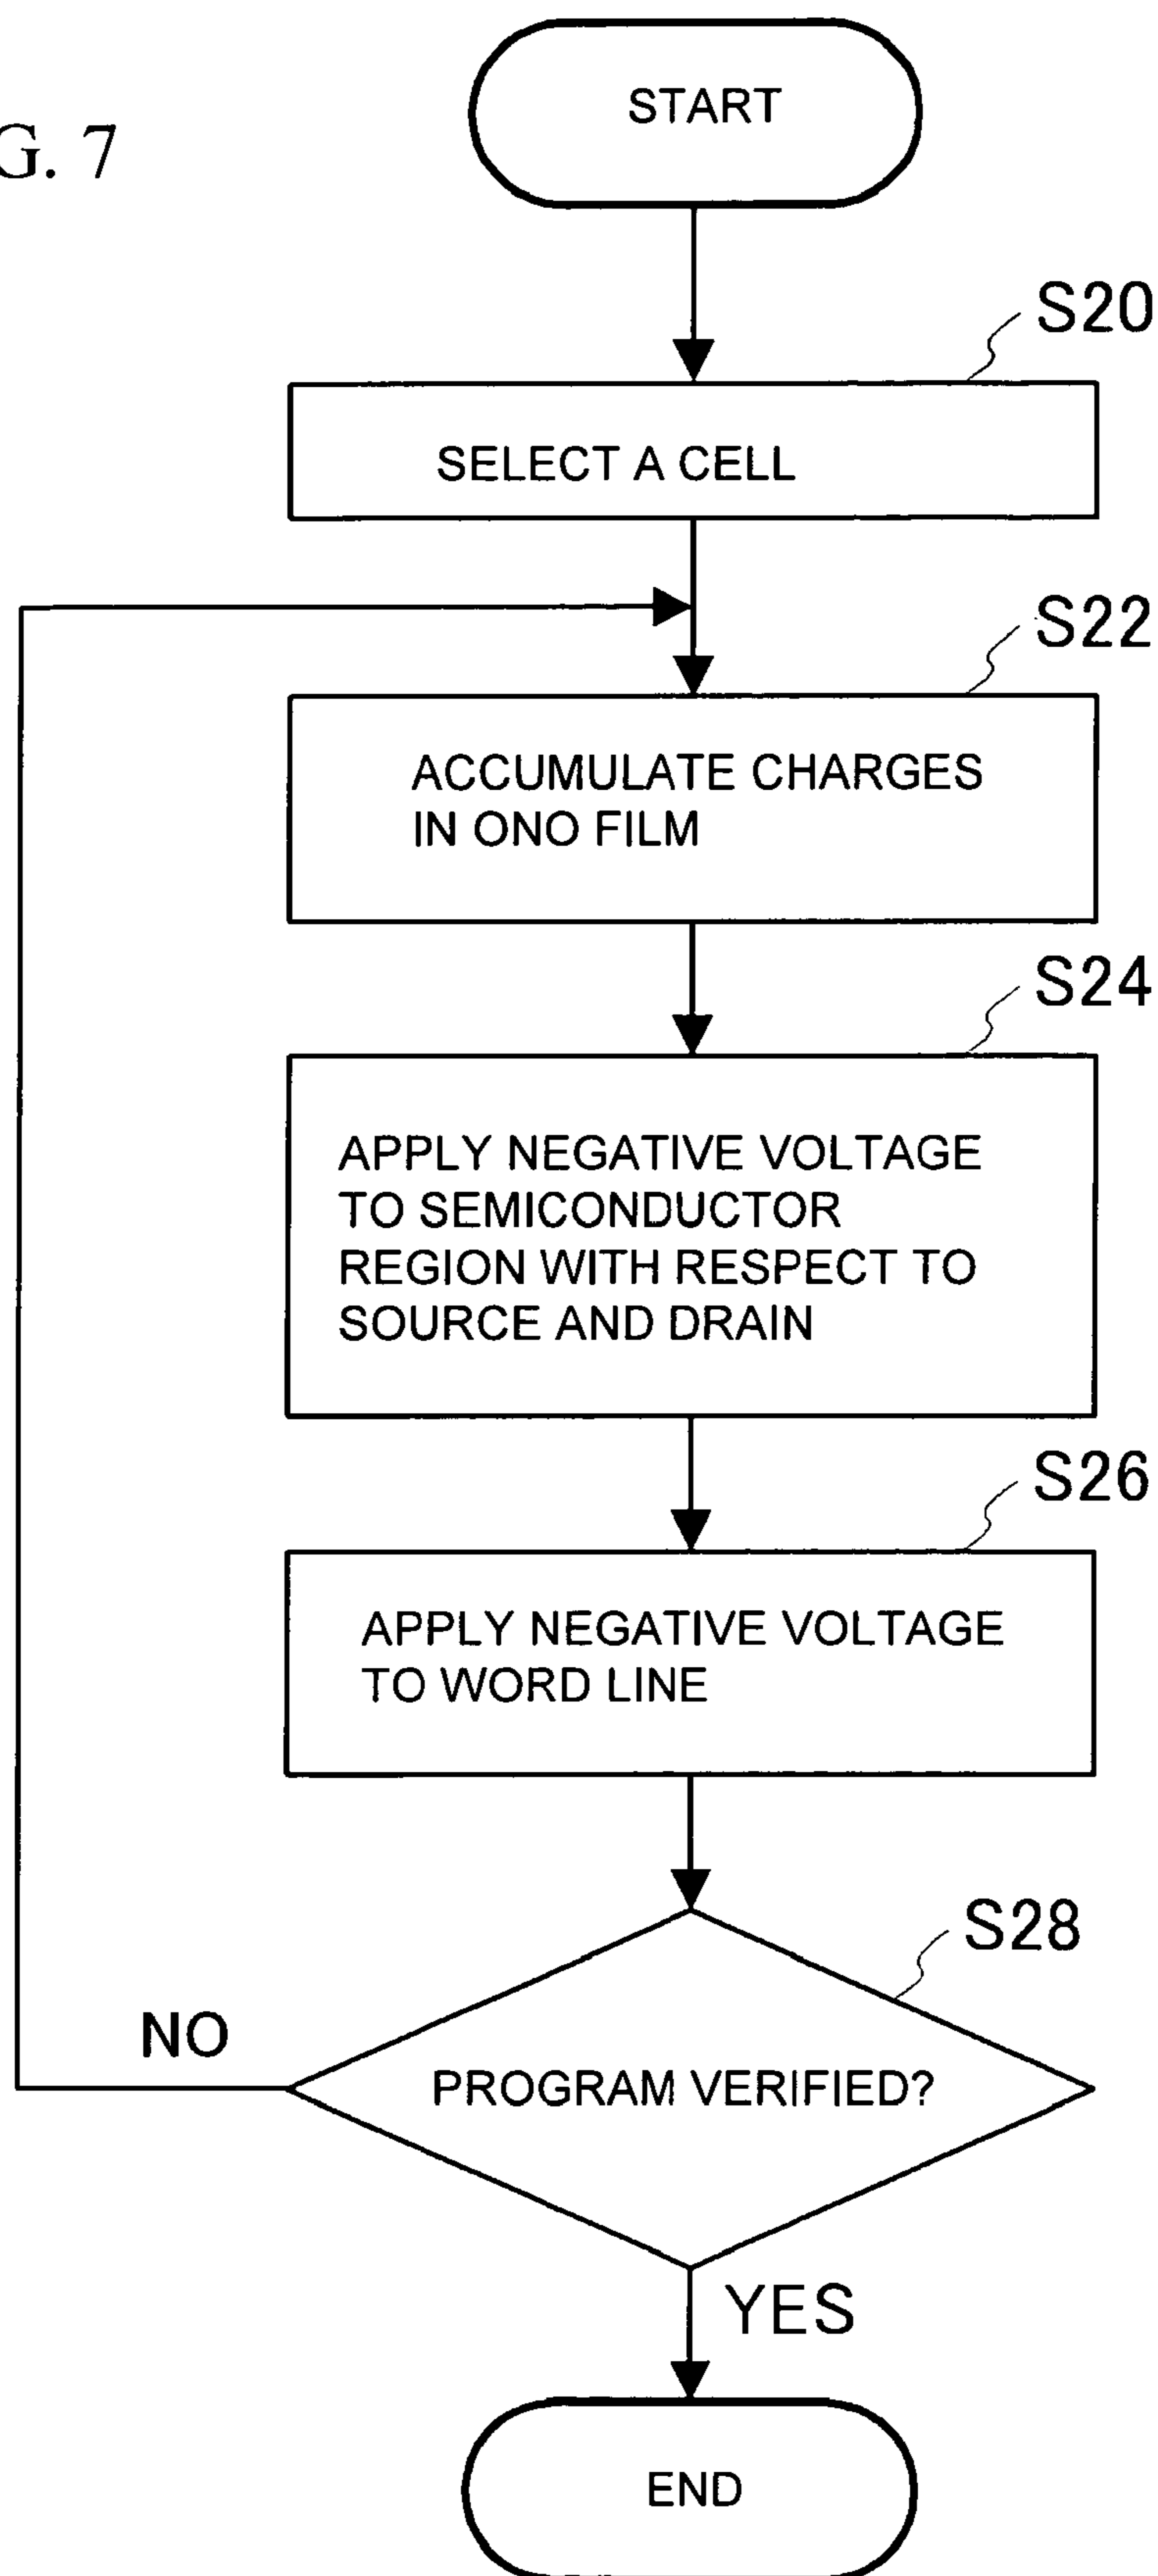 G. 7
START
S20
SELECT A CELL
S22
ACCUMULATE CHARGES
IN ONO FILM
S24
APPLY NEGATIVE VOLTAGE
TO SEMICONDUCTOR
REGION WITH RESPECT TO
SOURCE AND DRAIN
S26
APPLY NEGATIVE VOLTAGE
TO WORD LINE
S28
NO
PROGRAM VERIFIED?
YES
END